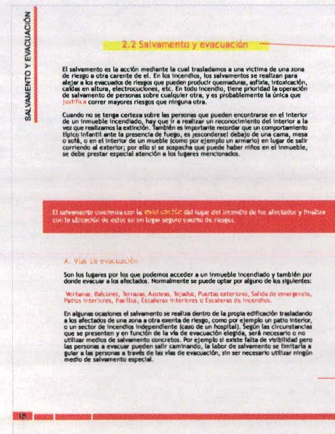 SALVAMENTO Y EVACUACIÓN
2.2 Salvamento y evacuación
El salvamento es la acción mediante la cual trasladamos a una víctima de una zona
de riesgo a otra carente de el. En los incendios, los salvamentos se realizan para
alejar a los evacuados de riesgos que pueden producir quemaduras, asfixia, intoxicación,
caídas en altura, electrocuciones, etc. En todo incendio, tiene prioridad la operación
de salvamento de personas sobre cualquier otra, y es probablemente la única que
justifica correr mayores riesgos que ninguna otra.
Cuando no se tenga certeza sobre las personas que pueden encontrarse en el interior
de un inmueble incendiado, hay que ir a realizar un reconocimiento del interior a la
vez que realizamos la extinción. También es importante recordar que un comportamiento
típico infantil ante la presencia de fuego, es ¡esconderse! debajo de una cama, mesa
o sofá, o en el interior de un mueble (como por ejemplo un armario) en lugar de salir
corriendo al exterior; por ello si se sospecha que puede haber niños en el inmueble,
se debe prestar especial atención a los lugares mencionados.
El salvamento comienza con la evacuación del lugar del incendio de los afectados y finaliza
con la ubicación de estos en un lugar seguro exento de riesgos.
A. Vías de evacuación
Son los lugares por los que podemos acceder a un inmueble incendiado y también por
donde evacuar a los afectados. Normalmente se puede optar por alguno de los siguientes:
Ventanas, Balcones, Terrazas, Azoteas, Tejados, Puertas exteriores, Salida de emergencia,
Patios interiores, Pasillos, Escaleras interiores o Escaleras de incendios.
En algunas ocasiones el salvamento se realiza dentro de la propia edificación trasladando
a los afectados de una zona a otra exenta de riesgo, como por ejemplo un patio interior,
o un sector de incendios independiente (caso de un hospital). Según las circunstancias
que se presenten y en función de la vía de evacuación elegida, será necesario o no
utilizar medios de salvamento concretos. Por ejemplo si existe falta de visibilidad pero
las personas a evacuar pueden salir caminando, la labor de salvamento se limitaría a
guiar a las personas a través de las vías de evacuación, sin ser necesario utilizar ningún
medio de salvamento especial.